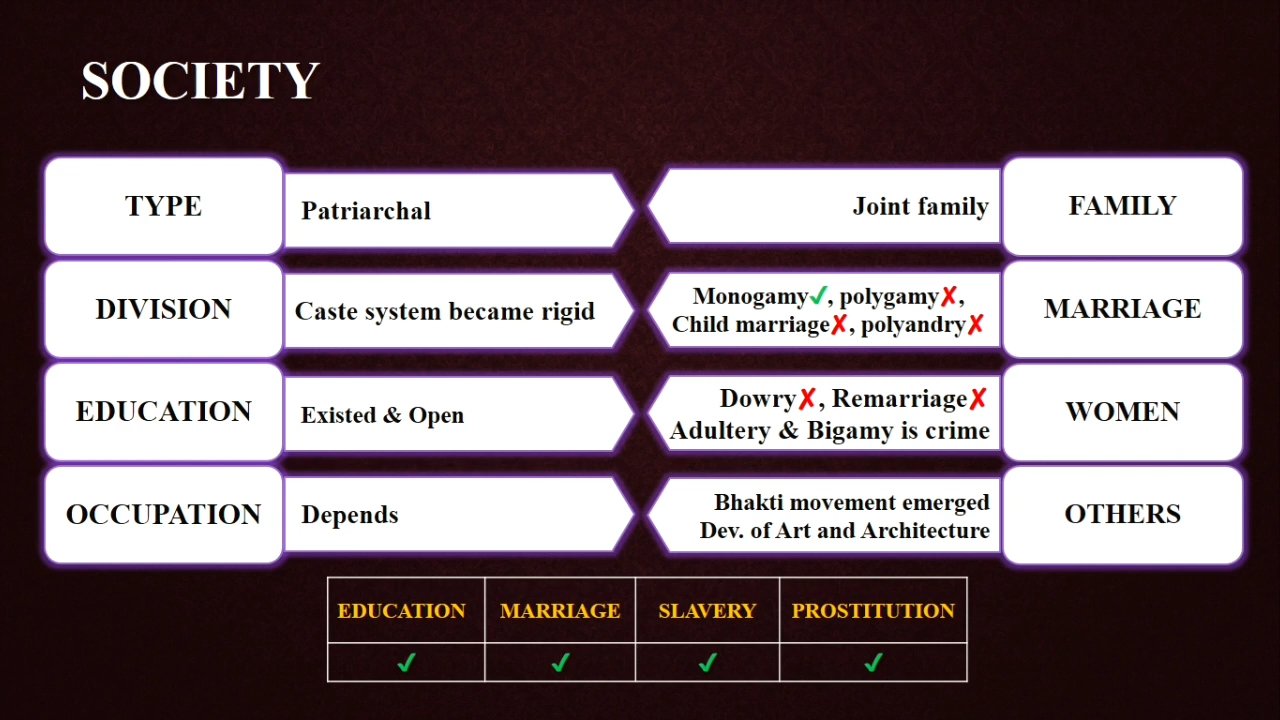 SOCIETY
TYPE
Patriarchal
Joint family
FAMILY
DIVISION
Caste system became rigid
Monogamy✓, polygamy✗,
Child marriage✗, polyandry✗
MARRIAGE
EDUCATION
Existed & Open
Dowry✗, Remarriage✗
Adultery & Bigamy is crime
WOMEN
OCCUPATION
Depends
Bhakti movement emerged
Dev. of Art and Architecture
OTHERS
EDUCATION MARRIAGE SLAVERY PROSTITUTION
✓ ✓ ✓ ✓